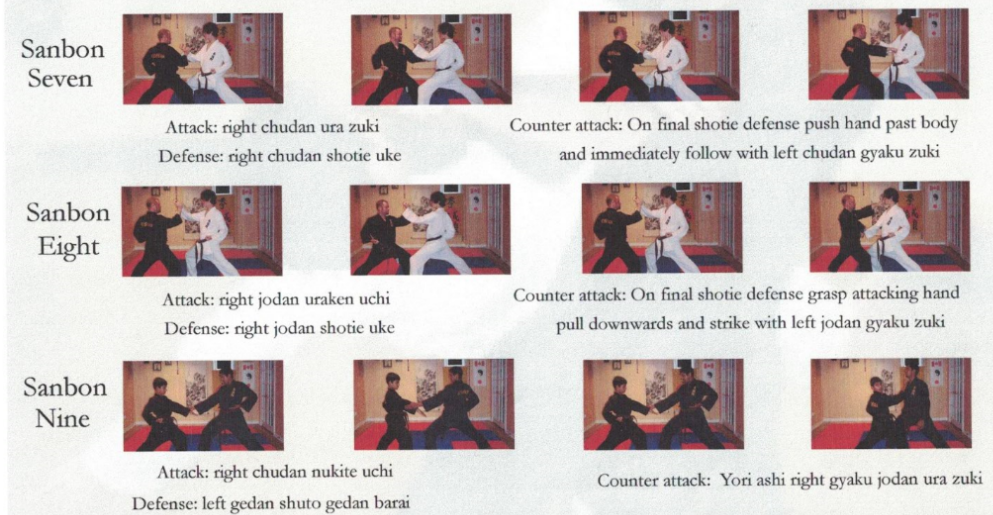 Sanbon
Seven
Attack: right chudan ura zuki
Defense: right chudan shotie uke
Counter attack: On final shotie defense push hand past body
and immediately follow with left chudan gyaku zuki
Sanbon
Eight
Attack: right jodan uraken uchi
Defense: right jodan shotie uke
Counter attack: On final shotie defense grasp attacking hand
pull downwards and strike with left jodan gyaku zuki
Sanbon
Nine
Attack: right chudan nukite uchi
Defense: left gedan shuto gedan barai
Counter attack: Yori ashi right gyaku jodan ura zuki